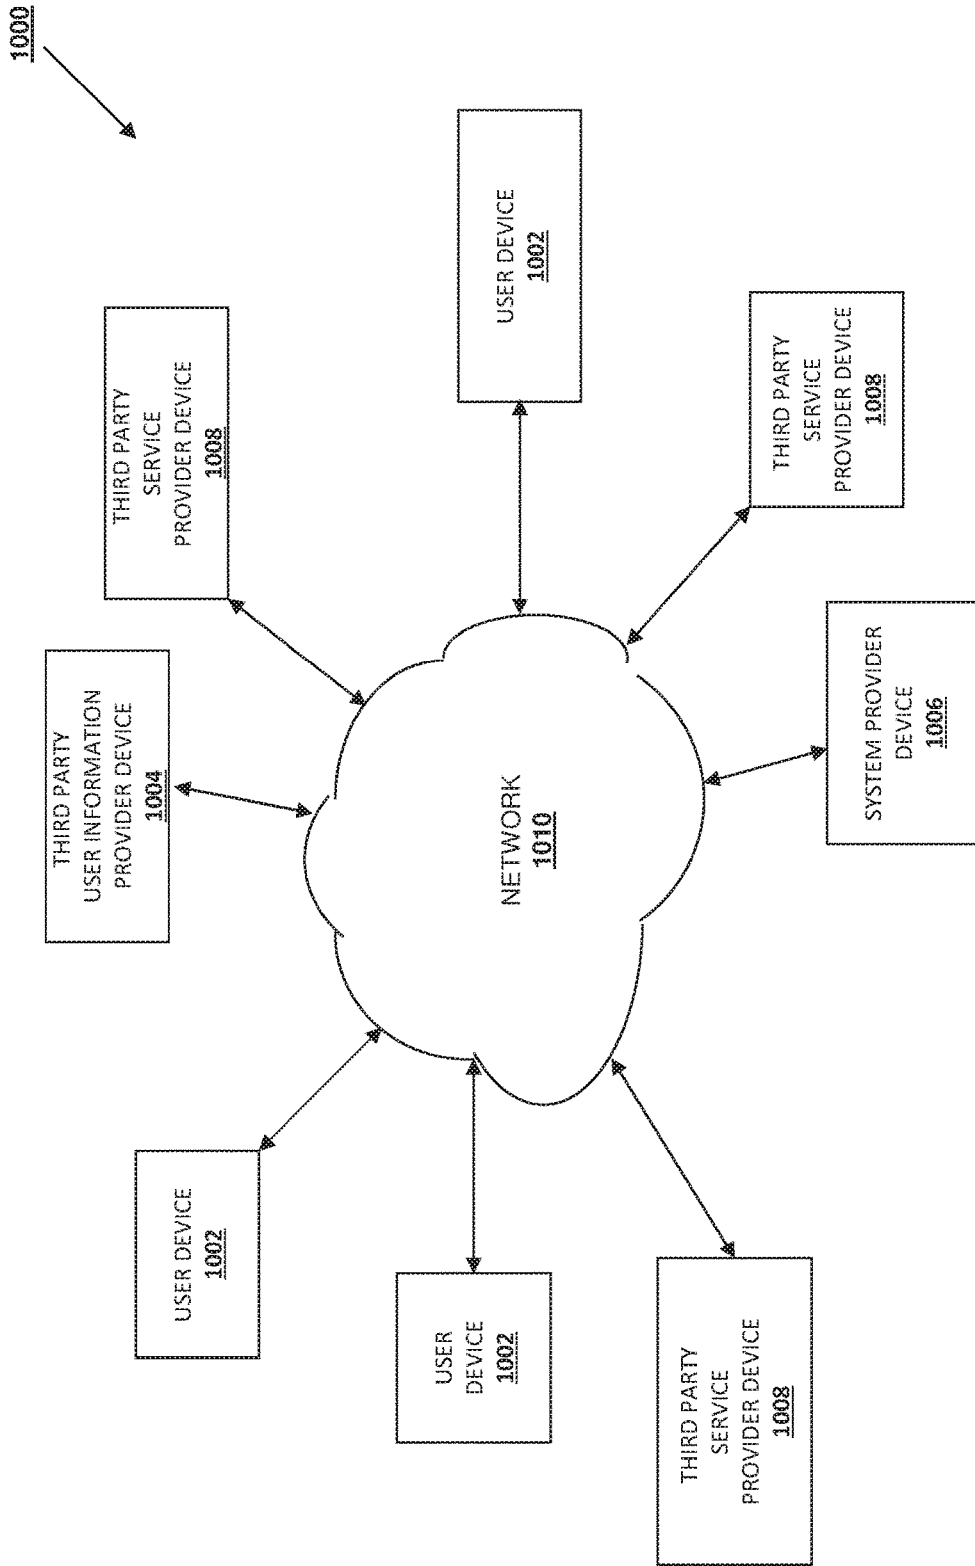 1000
USER DEVICE
1002
THIRD PARTY
USER INFORMATION
PROVIDER DEVICE
1004
THIRD PARTY
SERVICE
PROVIDER DEVICE
1008
USER
DEVICE
1002
NETWORK
1010
USER DEVICE
1002
THIRD PARTY
SERVICE
PROVIDER DEVICE
1008
SYSTEM PROVIDER
DEVICE
1006
THIRD PARTY
SERVICE
PROVIDER DEVICE
1008